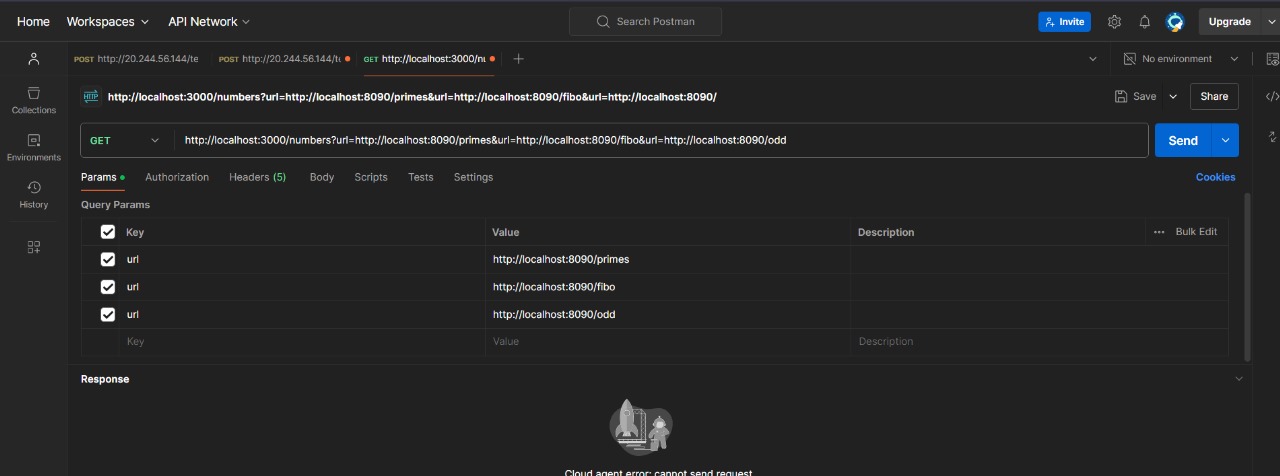 Home Workspaces API Network Search Postman Invite Upgrade
POST http://20.244.56.144/te POST http://20.244.56.144/tu GET http://localhost:3000/nu No environment
HTTP http://localhost:3000/numbers?url=http://localhost:8090/primes&url=http://localhost:8090/fibo&url=http://localhost:8090/ Save Share
Collections
GET http://localhost:3000/numbers?url=http://localhost:8090/primes&url=http://localhost:8090/fibo&url=http://localhost:8090/odd Send
Environments
Params Authorization Headers (5) Body Scripts Tests Settings Cookies
History
Query Params
Key Value Description Bulk Edit
url http://localhost:8090/primes
url http://localhost:8090/fibo
url http://localhost:8090/odd
Key Value Description
Response
Cloud agent error: cannot send request